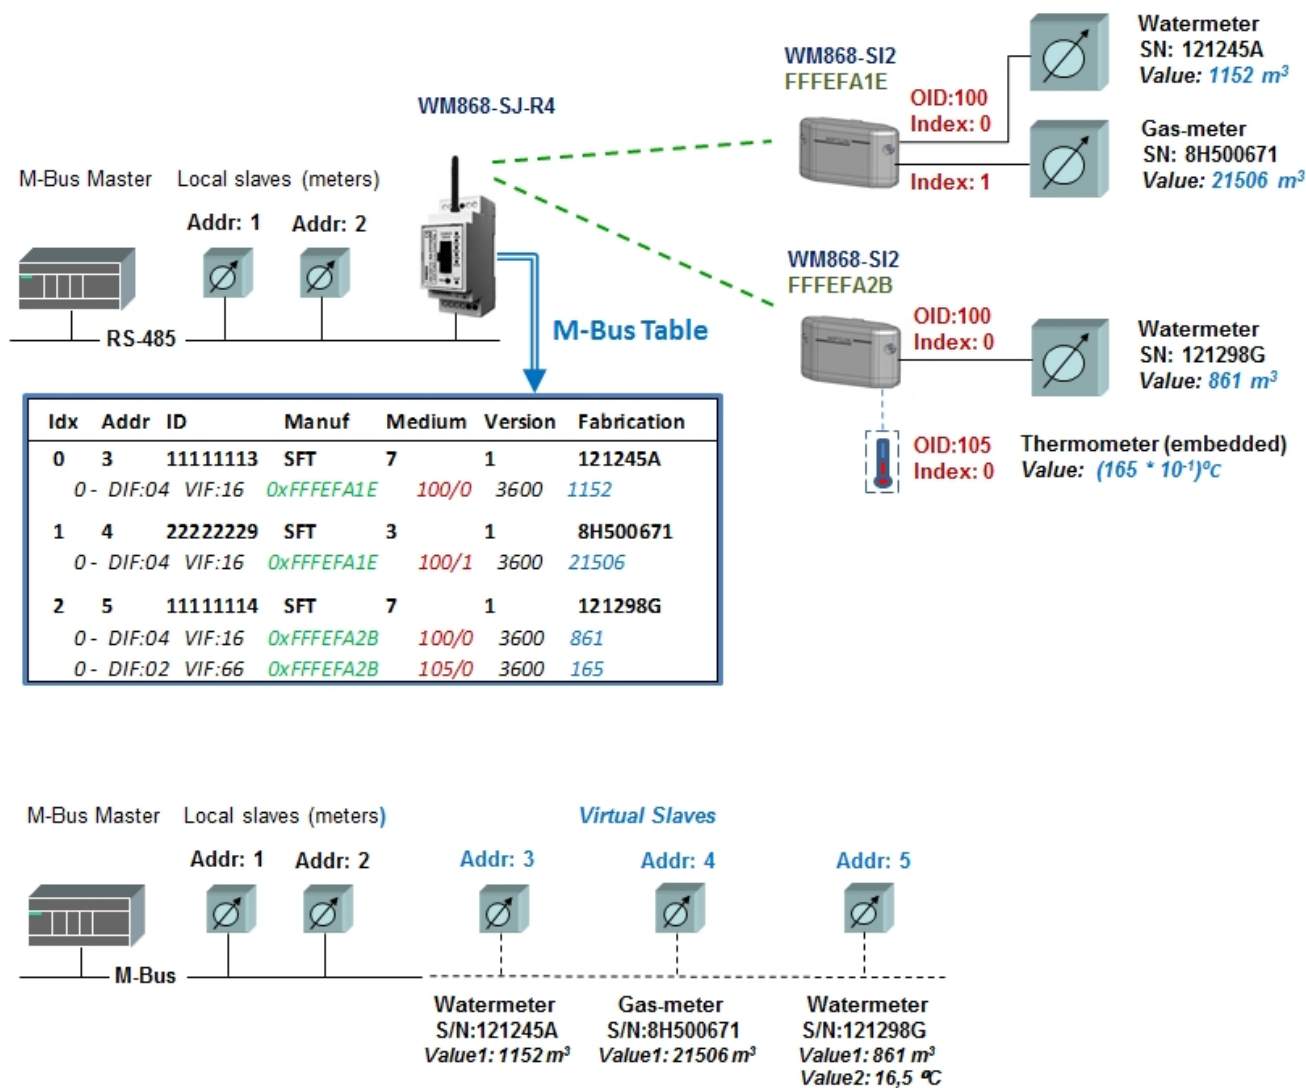 Watermeter
SN: 121245A
Value: 1152 m³
WM868-SI2
FFFEFA1E
OID:100
Index: 0
WM868-SJ-R4
Gas-meter
SN: 8H500671
Value: 21506 m³
Index: 1
M-Bus Master Local slaves (meters)
Addr: 1 Addr: 2
WM868-SI2
FFFEFA2B
OID:100
Index: 0
Watermeter
SN: 121298G
Value: 861 m³
RS-485
M-Bus Table
OID:105
Index: 0
Thermometer (embedded)
Value: (165 * 10⁻¹)ºC
Idx Addr ID Manuf Medium Version Fabrication
0 3 11111113 SFT 7 1 121245A
0 - DIF:04 VIF:16 0xFFFEFA1E 100/0 3600 1152
1 4 22222229 SFT 3 1 8H500671
0 - DIF:04 VIF:16 0xFFFEFA1E 100/1 3600 21506
2 5 11111114 SFT 7 1 121298G
0 - DIF:04 VIF:16 0xFFFEFA2B 100/0 3600 861
0 - DIF:02 VIF:66 0xFFFEFA2B 105/0 3600 165
M-Bus Master Local slaves (meters) Virtual Slaves
Addr: 1 Addr: 2 Addr: 3 Addr: 4 Addr: 5
M-Bus
Watermeter
S/N:121245A
Value1: 1152 m³
Gas-meter
S/N:8H500671
Value1: 21506 m³
Watermeter
S/N:121298G
Value1: 861 m³
Value2: 16,5 ºC